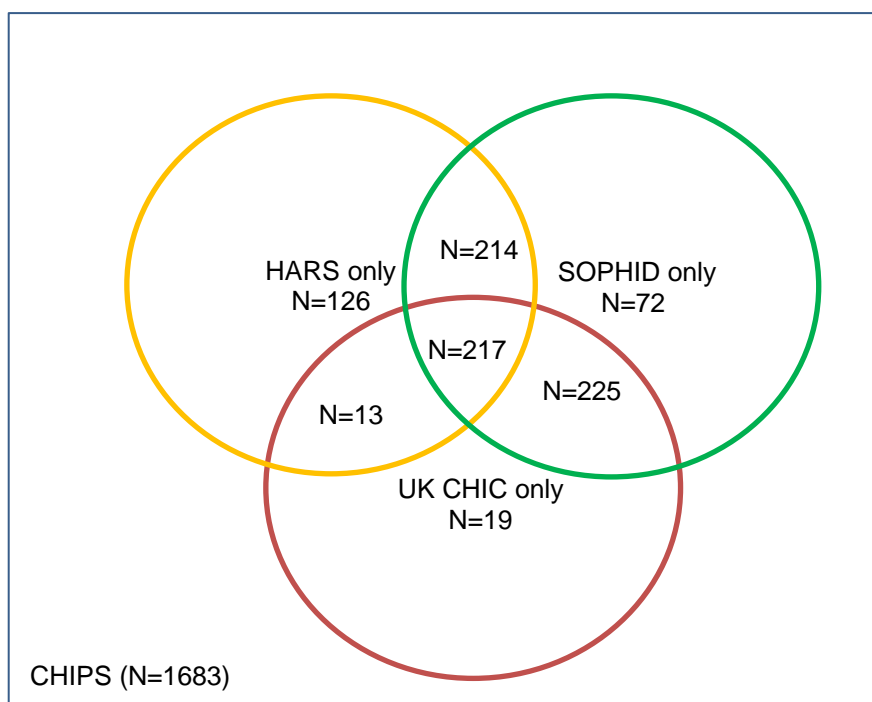 N=214
HARS only
N=126
SOPHID only
N=72
N=217
N=225
N=13
UK CHIC only
N=19
CHIPS (N=1683)